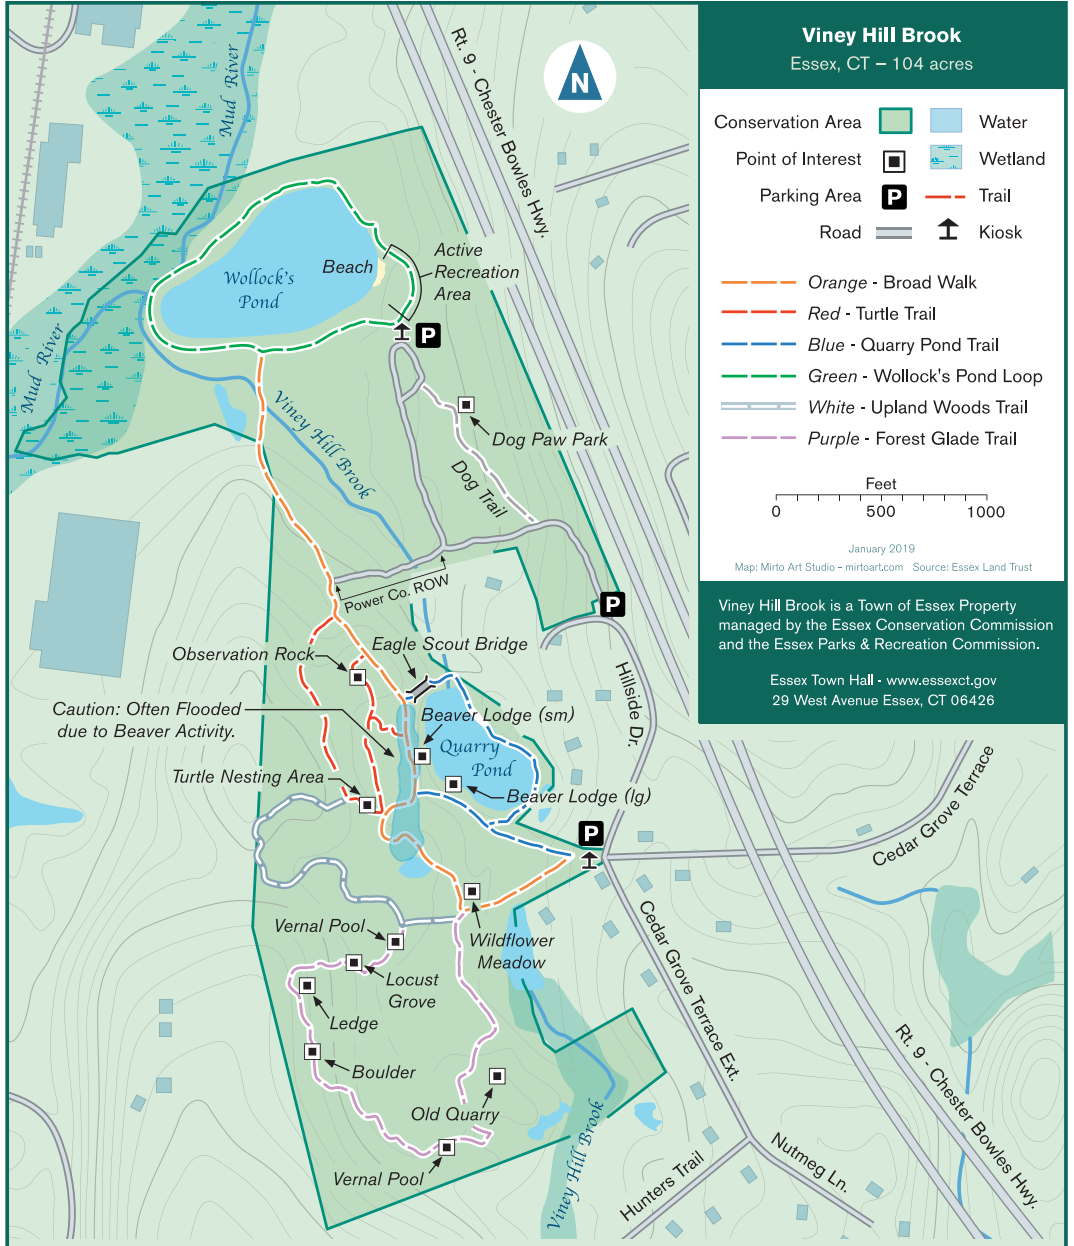 Viney Hill Brook
Essex, CT – 104 acres
Conservation Area
Water
Point of Interest
Wetland
Parking Area
P
Trail
Road
Kiosk
Orange - Broad Walk
Red - Turtle Trail
Blue - Quarry Pond Trail
Green - Wollock's Pond Loop
White - Upland Woods Trail
Purple - Forest Glade Trail
Feet
0 500 1000
January 2019
Map: Mirto Art Studio – mirtoart.com Source: Essex Land Trust
Viney Hill Brook is a Town of Essex Property
managed by the Essex Conservation Commission
and the Essex Parks & Recreation Commission.
Essex Town Hall - www.essexct.gov
29 West Avenue Essex, CT 06426
N
Rt. 9 - Chester Bowles Hwy.
Mud River
Mud River
Wollock's
Pond
Beach
Active
Recreation
Area
P
Viney Hill Brook
Dog Paw Park
Dog Trail
Power Co. ROW
P
Hillside Dr.
Eagle Scout Bridge
Observation Rock
Caution: Often Flooded
due to Beaver Activity.
Beaver Lodge (sm)
Quarry
Pond
Turtle Nesting Area
Beaver Lodge (lg)
P
Cedar Grove Terrace
Vernal Pool
Wildflower
Meadow
Locust
Grove
Ledge
Boulder
Old Quarry
Vernal Pool
Cedar Grove Terrace Ext.
Viney Hill Brook
Hunters Trail
Nutmeg Ln.
Rt. 9 - Chester Bowles Hwy.